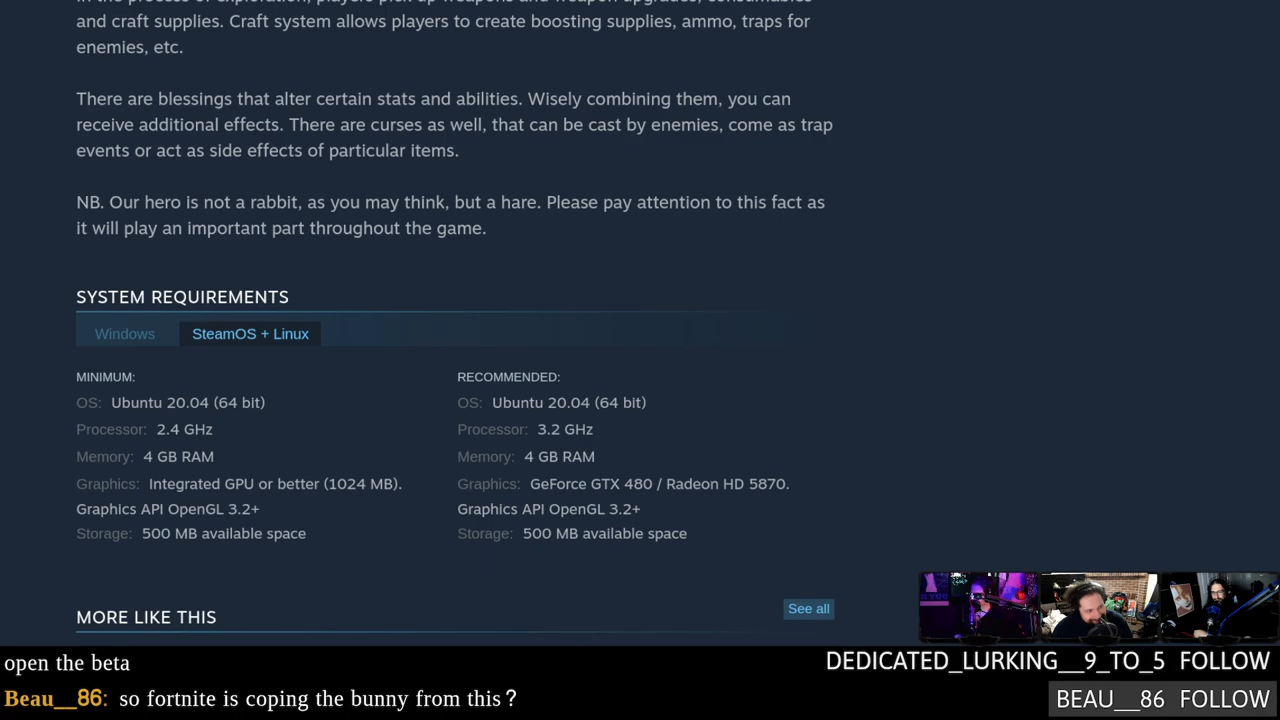 and craft supplies. Craft system allows players to create boosting supplies, ammo, traps for
enemies, etc.
There are blessings that alter certain stats and abilities. Wisely combining them, you can
receive additional effects. There are curses as well, that can be cast by enemies, come as trap
events or act as side effects of particular items.
NB. Our hero is not a rabbit, as you may think, but a hare. Please pay attention to this fact as
it will play an important part throughout the game.
SYSTEM REQUIREMENTS
Windows SteamOS + Linux
MINIMUM:
OS: Ubuntu 20.04 (64 bit)
Processor: 2.4 GHz
Memory: 4 GB RAM
Graphics: Integrated GPU or better (1024 MB).
Graphics API OpenGL 3.2+
Storage: 500 MB available space
RECOMMENDED:
OS: Ubuntu 20.04 (64 bit)
Processor: 3.2 GHz
Memory: 4 GB RAM
Graphics: GeForce GTX 480 / Radeon HD 5870.
Graphics API OpenGL 3.2+
Storage: 500 MB available space
MORE LIKE THIS
See all
open the beta
Beau__86: so fortnite is coping the bunny from this ?
DEDICATED_LURKING__9_TO_5 FOLLOW
BEAU__86 FOLLOW